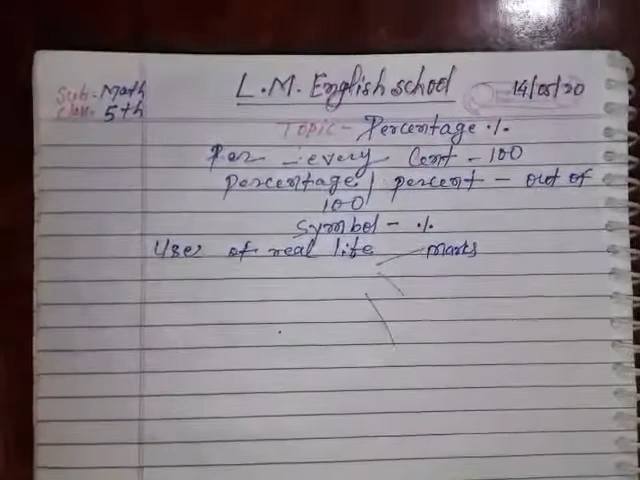 L.M. English school
14/05/20
Sub:- Math
Class:- 5th
Topic - Percentage %
Per - every Cent - 100
percentage / percent - out of
100
Symbol - %
Uses of real life
marks